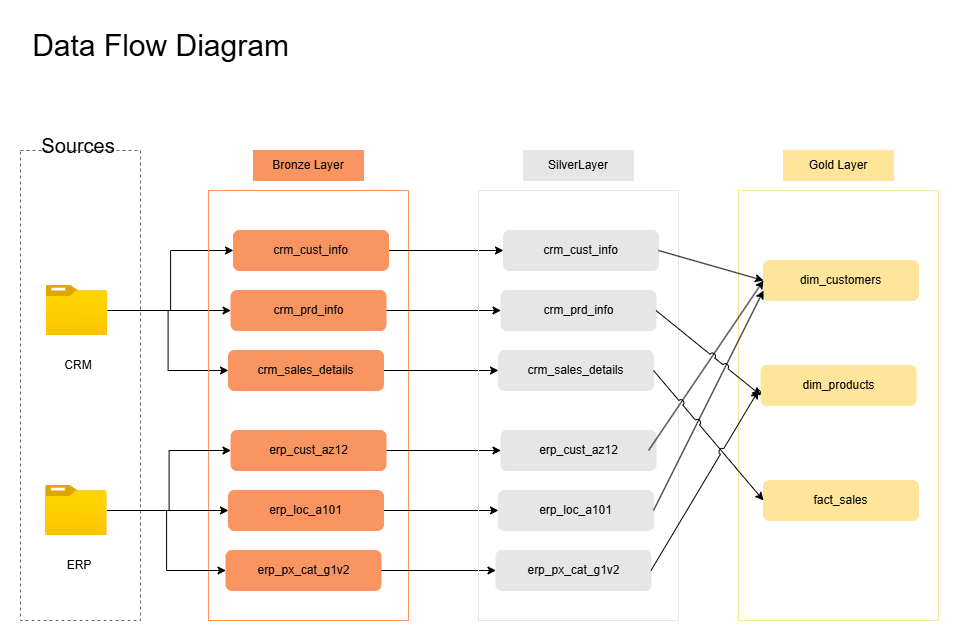 Data Flow Diagram
Sources
Bronze Layer
SilverLayer
Gold Layer
crm_cust_info
crm_cust_info
dim_customers
crm_prd_info
crm_prd_info
CRM
crm_sales_details
crm_sales_details
dim_products
erp_cust_az12
erp_cust_az12
erp_loc_a101
erp_loc_a101
fact_sales
ERP
erp_px_cat_g1v2
erp_px_cat_g1v2